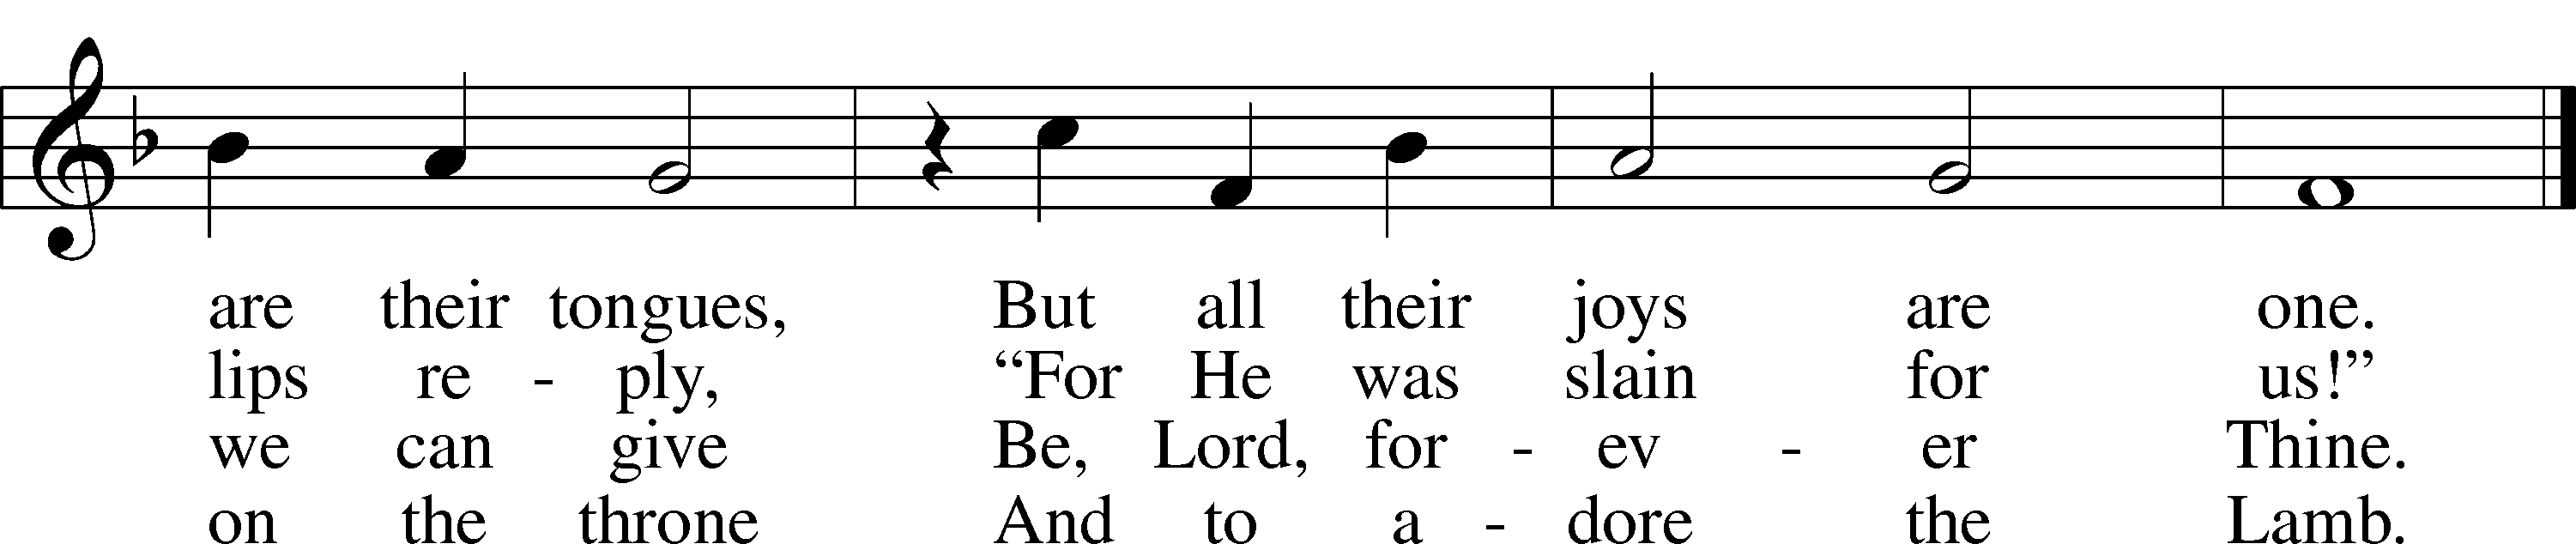 are their tongues, But all their joys are one.
lips re - ply, “For He was slain for us!”
we can give Be, Lord, for - ev - er Thine.
on the throne And to a - dore the Lamb.